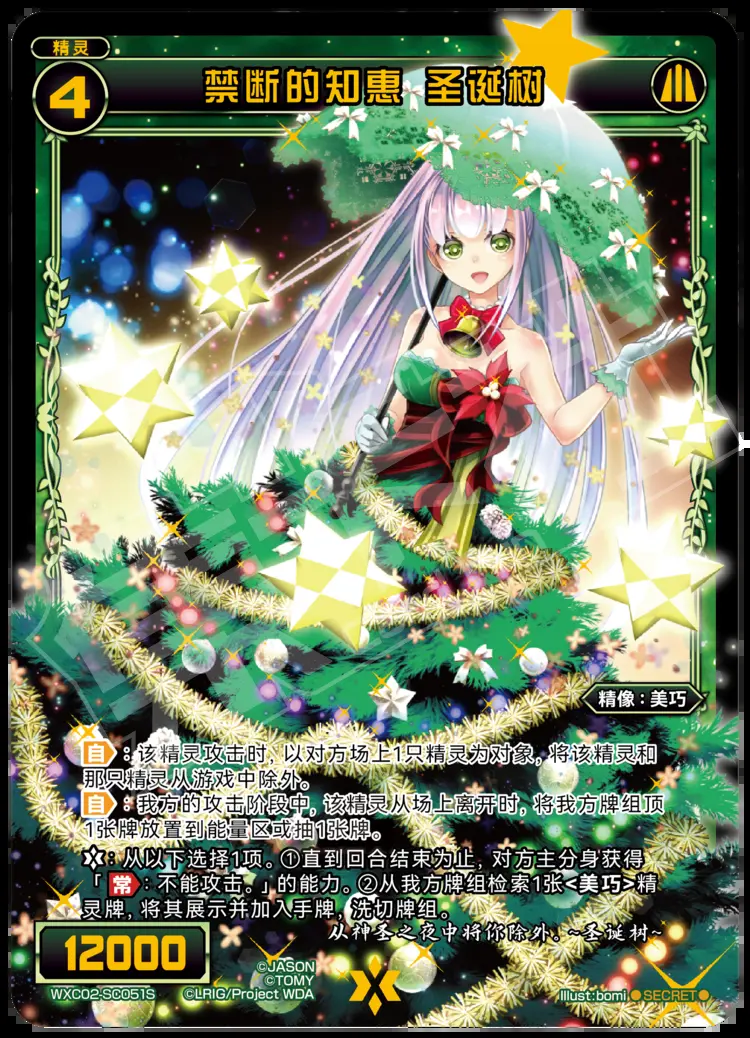 精灵
4
禁断的知惠 圣诞树
精像：美巧
自：该精灵攻击时，以对方场上1只精灵为对象，将该精灵和
那只精灵从游戏中除外。
自：我方的攻击阶段中，该精灵从场上离开时，将我方牌组顶
1张牌放置到能量区或抽1张牌。
：从以下选择1项。①直到回合结束为止，对方主分身获得
「常：不能攻击。」的能力。②从我方牌组检索1张<美巧>精
灵牌，将其展示并加入手牌，洗切牌组。
从神圣之夜中将你除外。~圣诞树~
12000
©JASON
©TOMY
WXC02-SC051S ©LRIG/Project WDA
Illust:bomi SECRET